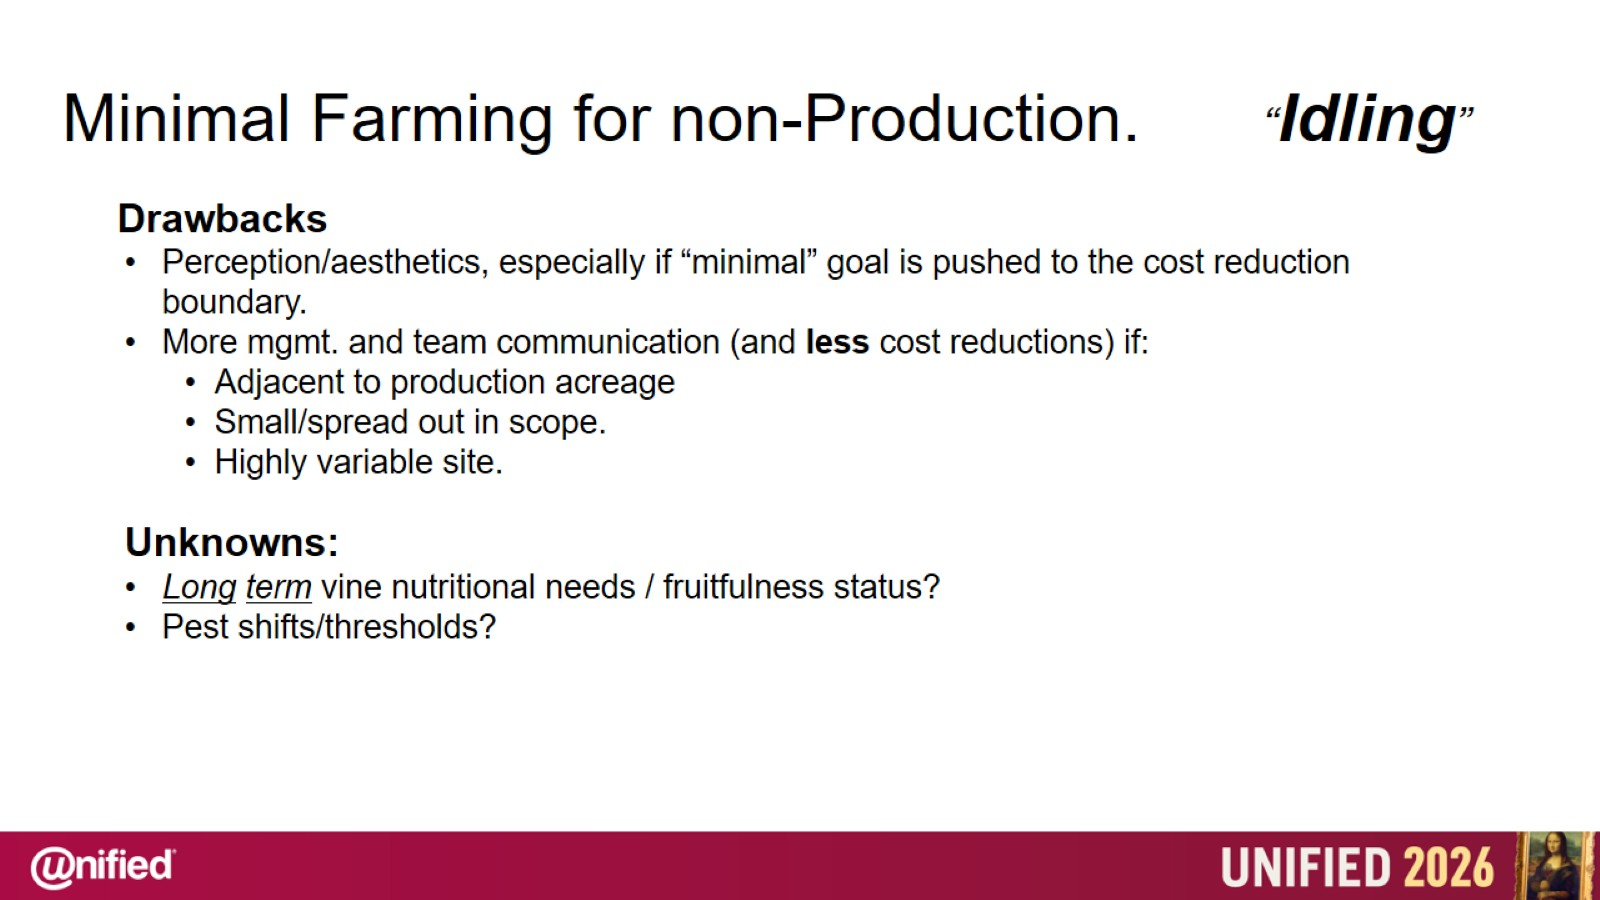 Minimal Farming for non-Production. “Idling”
Drawbacks
• Perception/aesthetics, especially if “minimal” goal is pushed to the cost reduction
boundary.
• More mgmt. and team communication (and less cost reductions) if:
• Adjacent to production acreage
• Small/spread out in scope.
• Highly variable site.
Unknowns:
• Long term vine nutritional needs / fruitfulness status?
• Pest shifts/thresholds?
unified
UNIFIED 2026